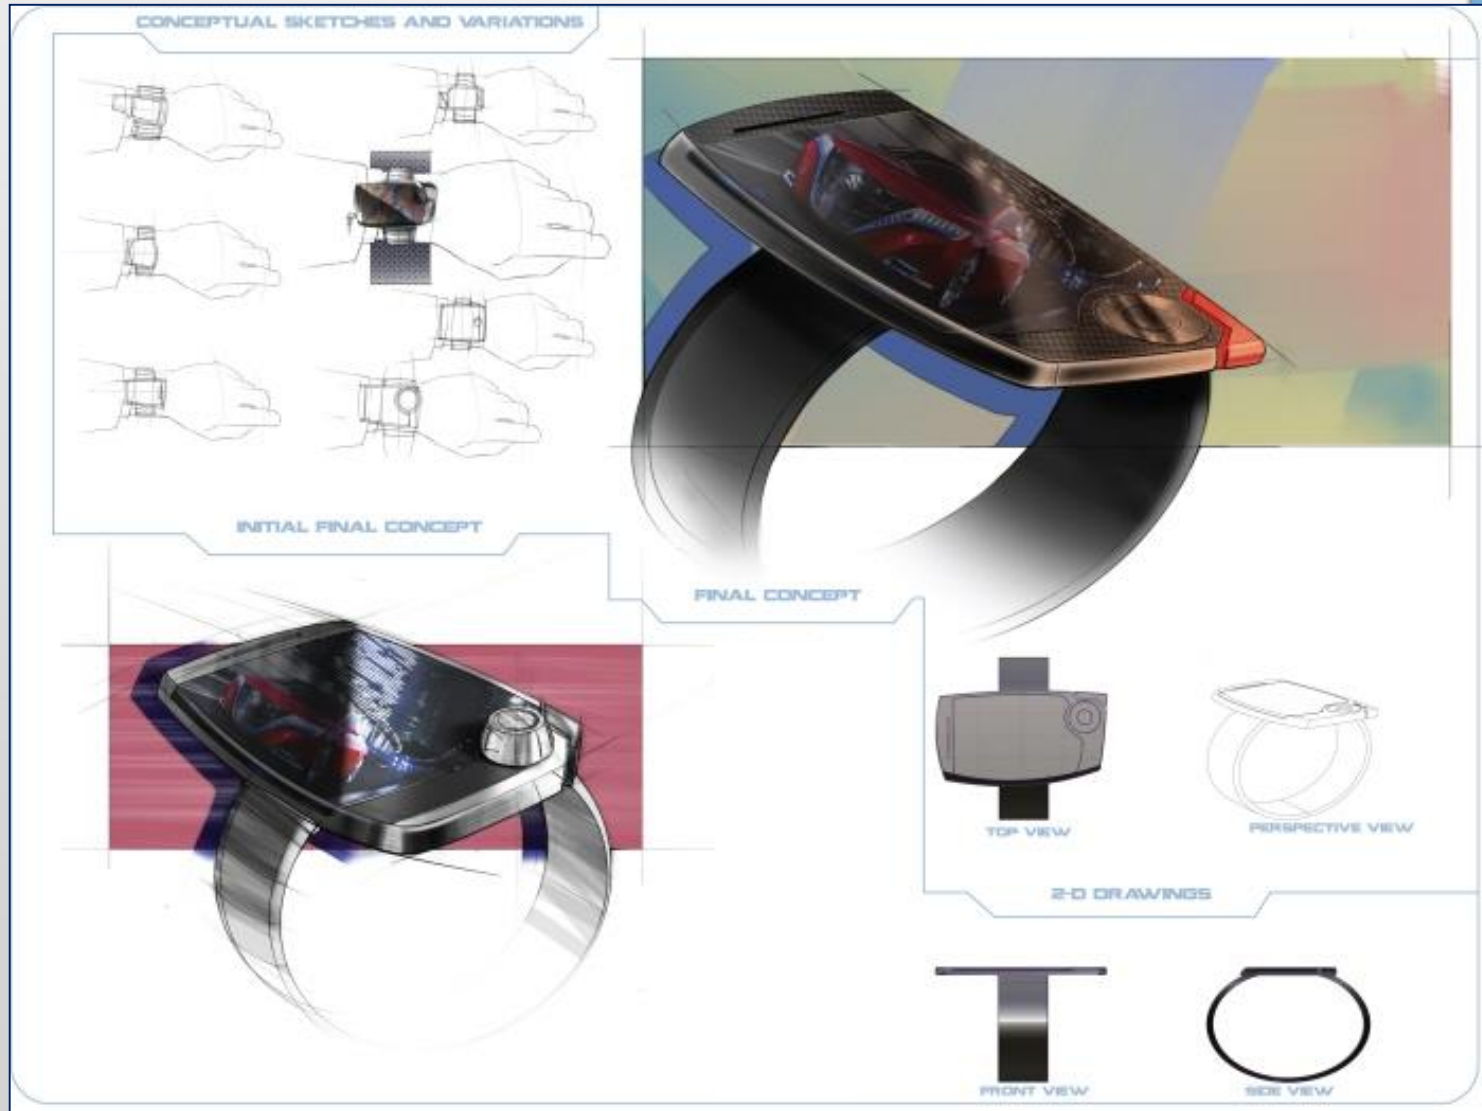 CONCEPTUAL SKETCHES AND VARIATIONS
INITIAL FINAL CONCEPT
FINAL CONCEPT
TOP VIEW
PERSPECTIVE VIEW
2-D DRAWINGS
FRONT VIEW
SIDE VIEW